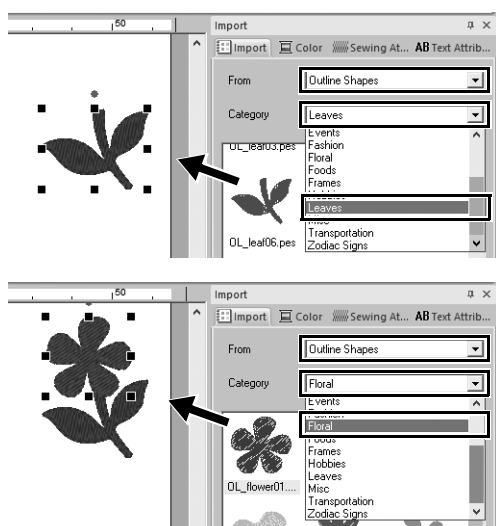 50
Import
Import Color Sewing At... AB Text Attrib...
From Outline Shapes
Category Leaves
Events
Fashion
Floral
Foods
Frames
Leaves
Transportation
Zodiac Signs
OL_leaf03.pes
OL_leaf06.pes
50
Import
Import Color Sewing At... AB Text Attrib...
From Outline Shapes
Category Floral
Events
Floral
Foods
Frames
Hobbies
Leaves
Misc
Transportation
Zodiac Signs
OL_flower01....